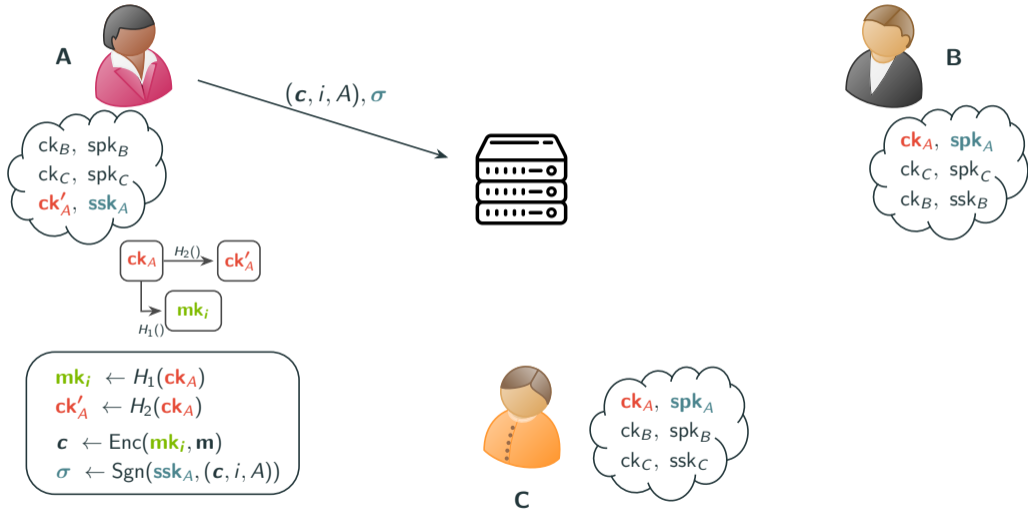 A
B
(c, i, A), σ
ck_B, spk_B
ck_C, spk_C
ck'_A, ssk_A
ck_A, spk_A
ck_C, spk_C
ck_B, ssk_B
ck_A H_2() ck'_A
mk_i
H_1()
mk_i ← H_1(ck_A)
ck'_A ← H_2(ck_A)
c ← Enc(mk_i, m)
σ ← Sgn(ssk_A, (c, i, A))
ck_A, spk_A
ck_B, spk_B
ck_C, ssk_C
C